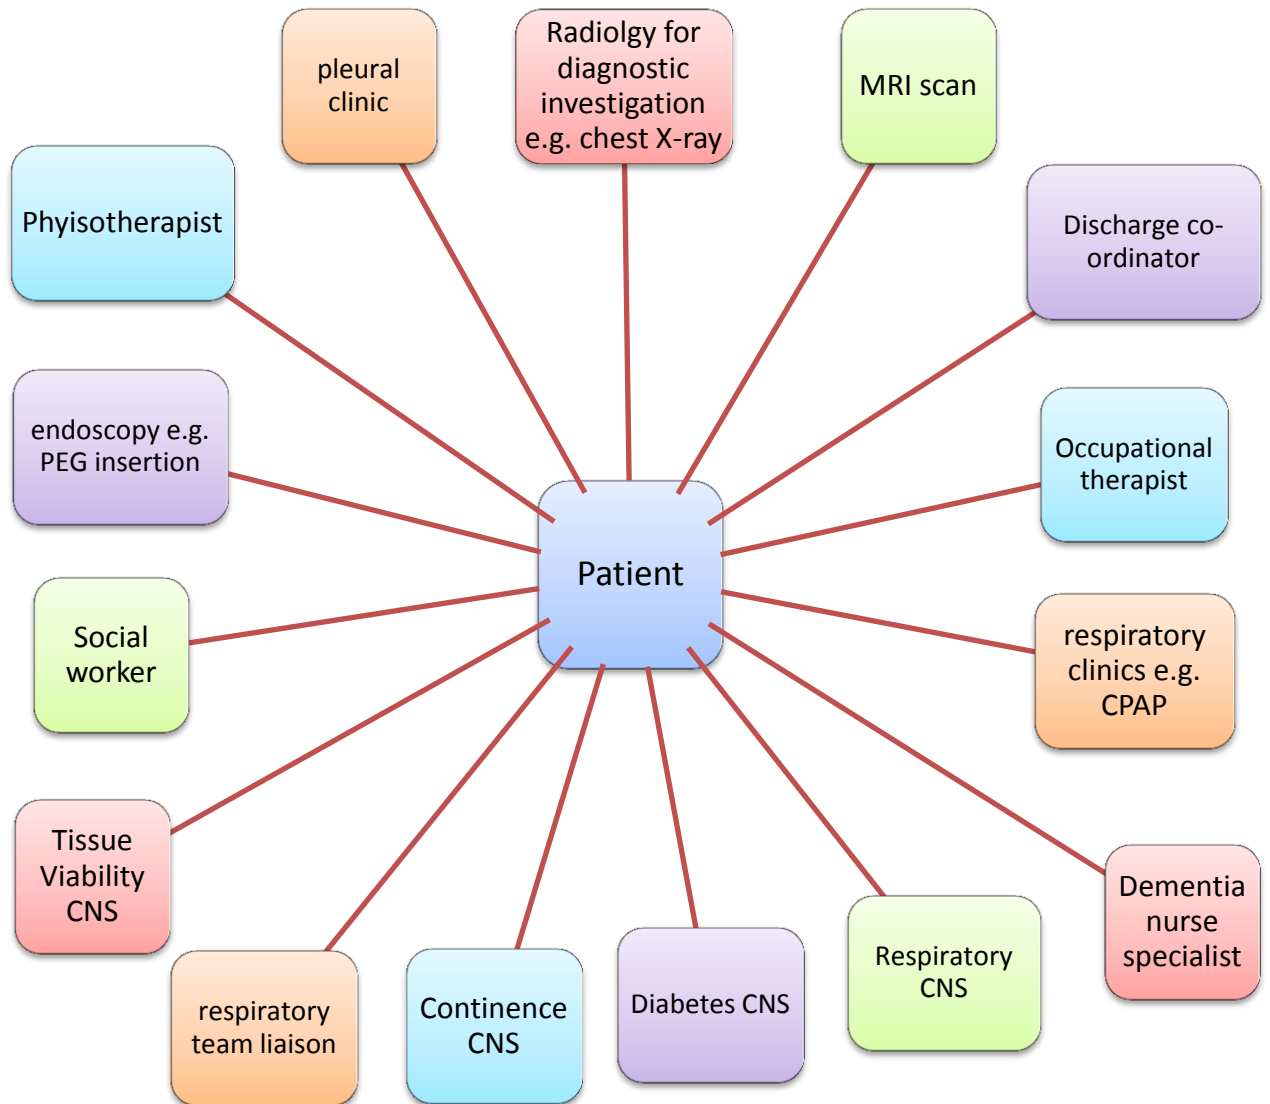 pleural
clinic
Radiolgy for
diagnostic
investigation
e.g. chest X-ray
MRI scan
Phyisotherapist
Discharge co-
ordinator
endoscopy e.g.
PEG insertion
Occupational
therapist
Patient
Social
worker
respiratory
clinics e.g.
CPAP
Tissue
Viability
CNS
Dementia
nurse
specialist
respiratory
team liaison
Continence
CNS
Diabetes CNS
Respiratory
CNS